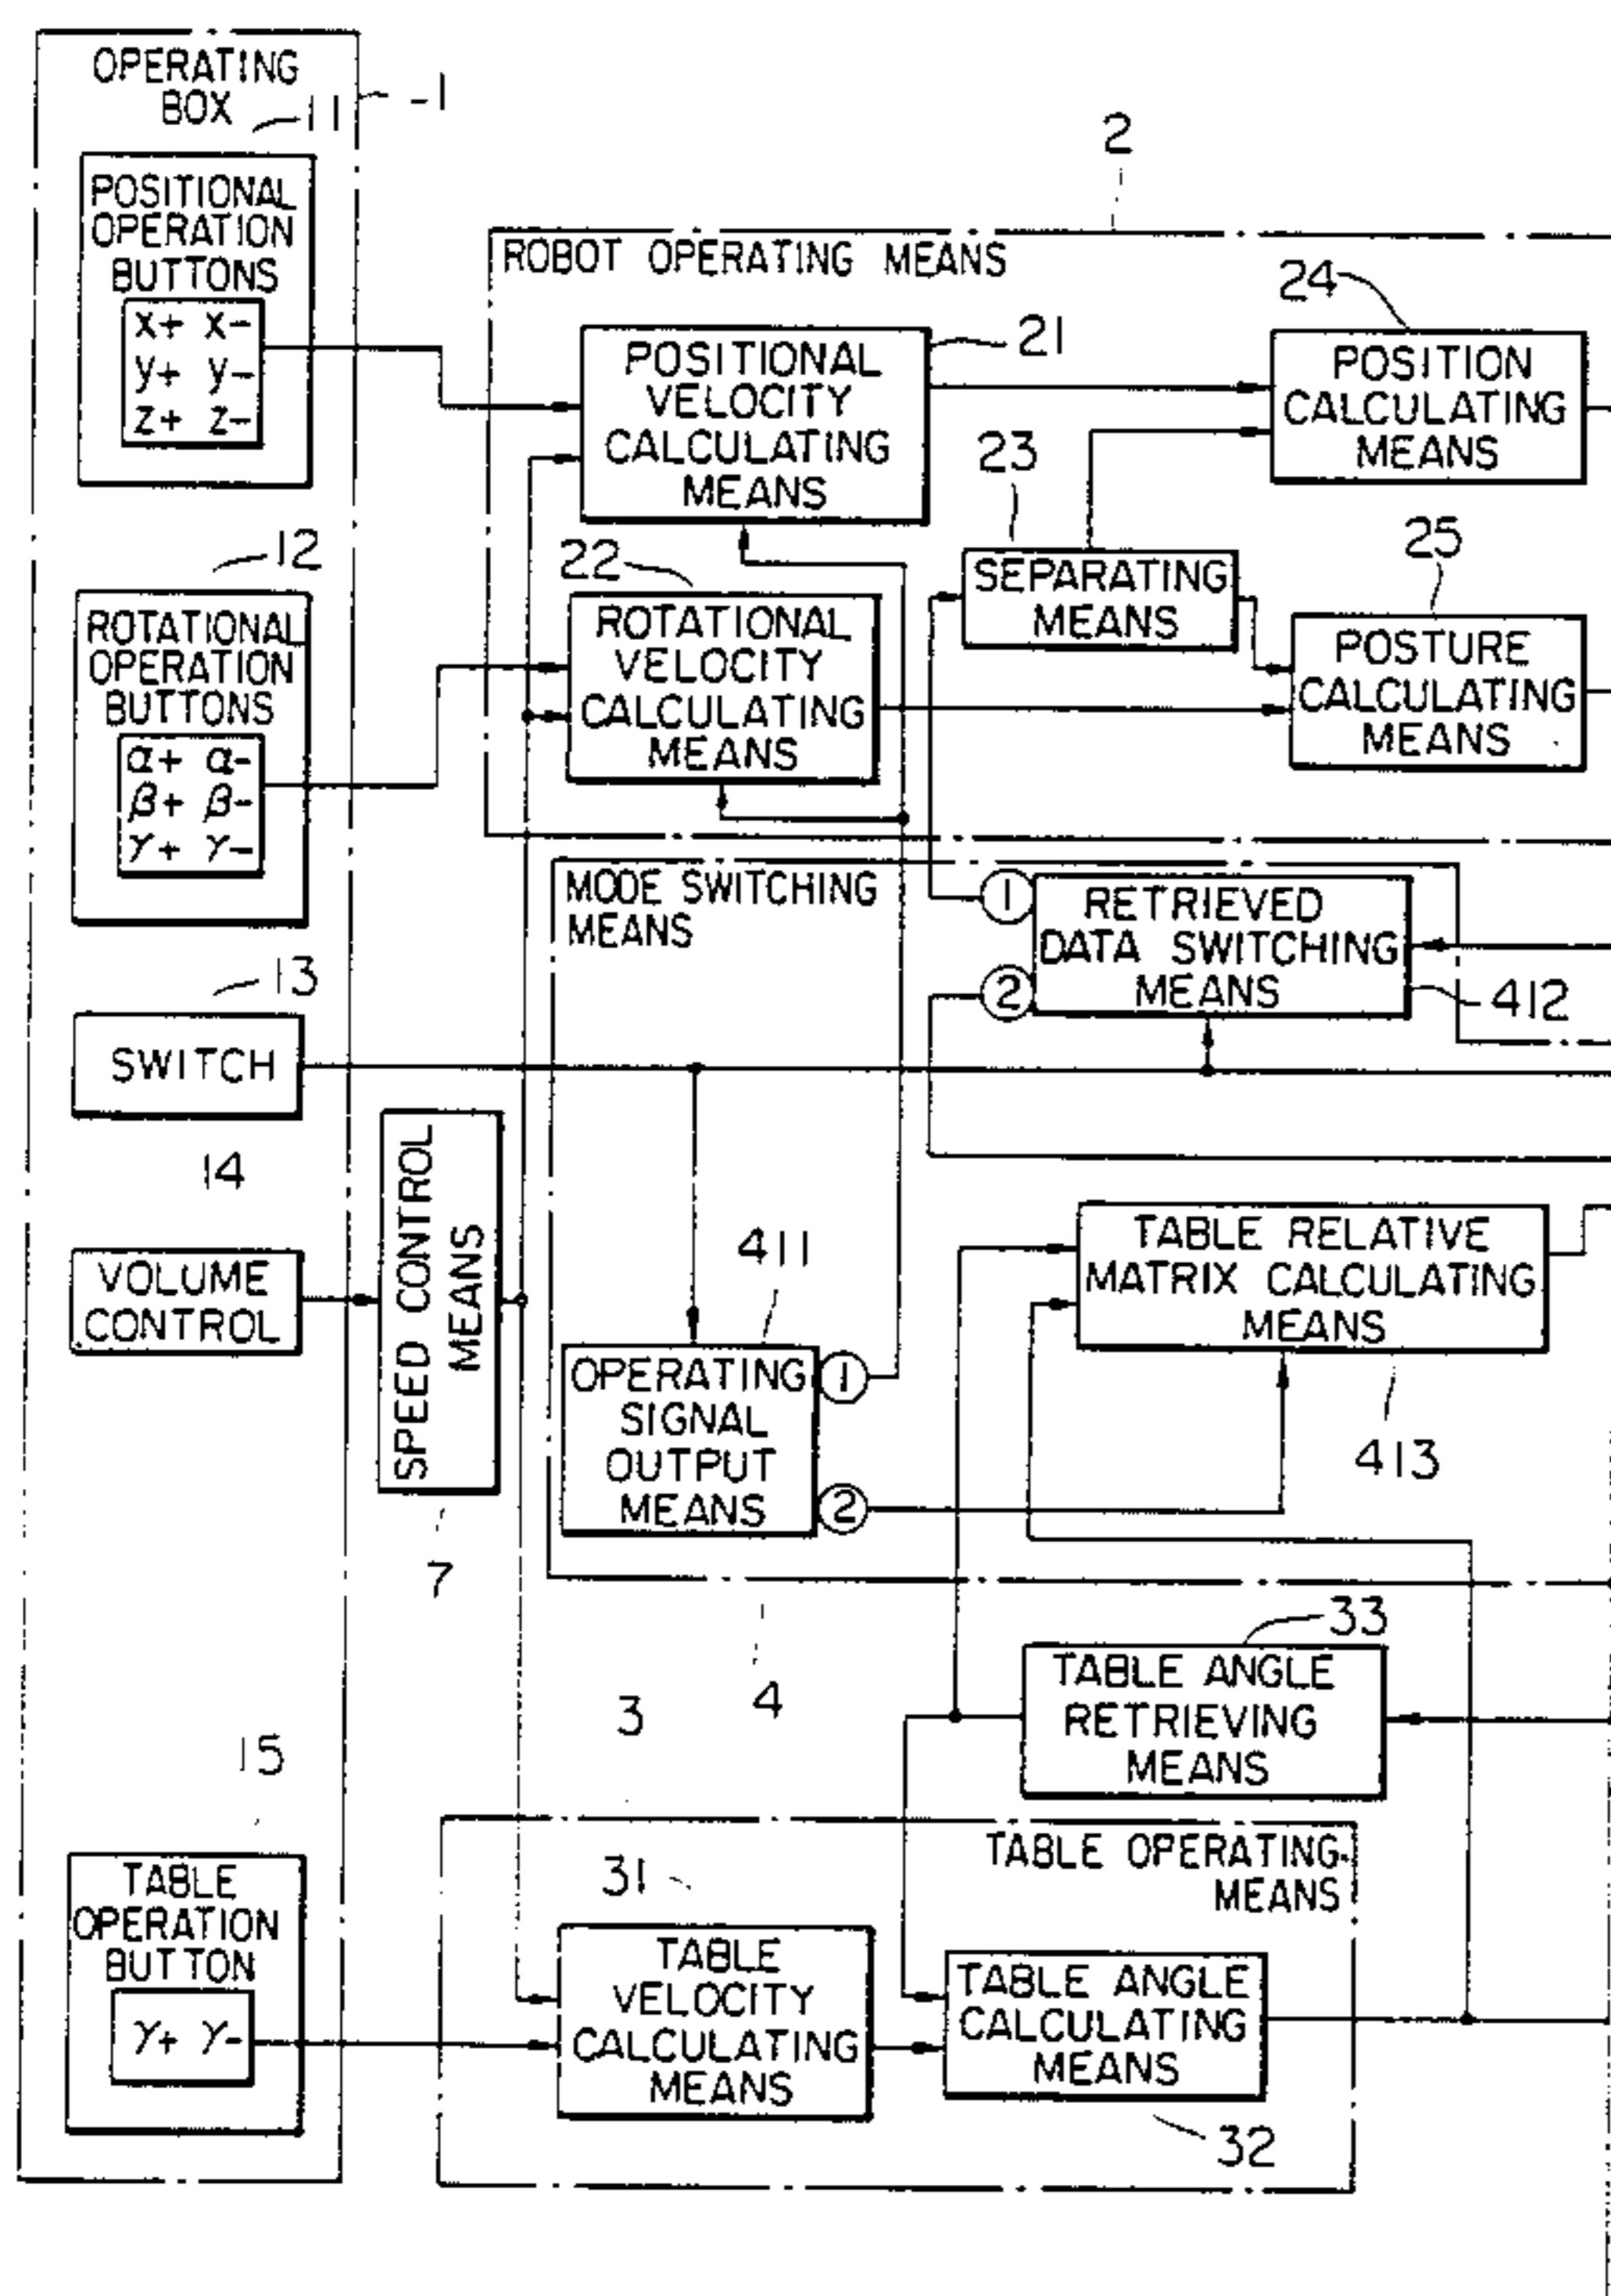 OPERATING
BOX
1
11
POSITIONAL
OPERATION
BUTTONS
x+ x-
y+ y-
z+ z-
12
ROTATIONAL
OPERATION
BUTTONS
α+ α-
β+ β-
γ+ γ-
13
SWITCH
14
VOLUME
CONTROL
15
TABLE
OPERATION
BUTTON
γ+ γ-
SPEED CONTROL
MEANS
7
2
ROBOT OPERATING MEANS
21
POSITIONAL
VELOCITY
CALCULATING
MEANS
22
ROTATIONAL
VELOCITY
CALCULATING
MEANS
23
SEPARATING
MEANS
24
POSITION
CALCULATING
MEANS
25
POSTURE
CALCULATING
MEANS
MODE SWITCHING
MEANS
1
2
RETRIEVED
DATA SWITCHING
MEANS
412
411
OPERATING
SIGNAL
OUTPUT
MEANS
1
2
TABLE RELATIVE
MATRIX CALCULATING
MEANS
413
4
33
TABLE ANGLE
RETRIEVING
MEANS
3
TABLE OPERATING
MEANS
31
TABLE
VELOCITY
CALCULATING
MEANS
TABLE ANGLE
CALCULATING
MEANS
32